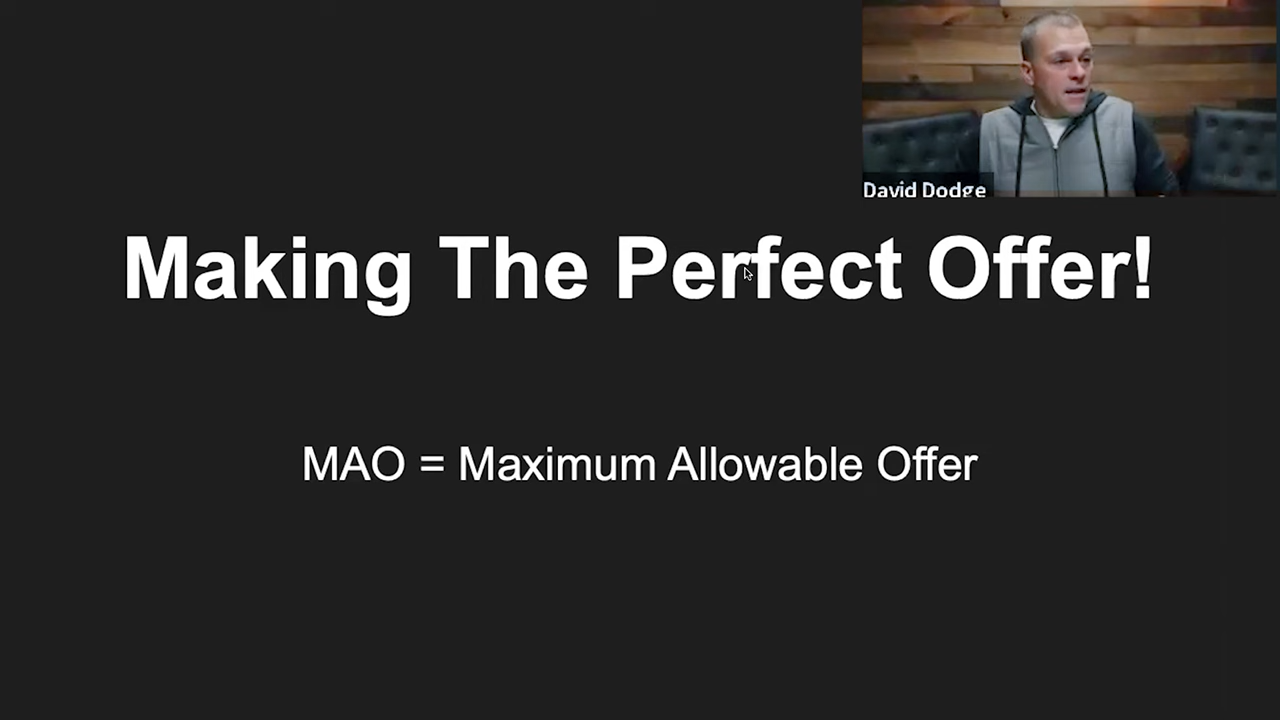 David Dodge
Making The Perfect Offer!
MAO = Maximum Allowable Offer